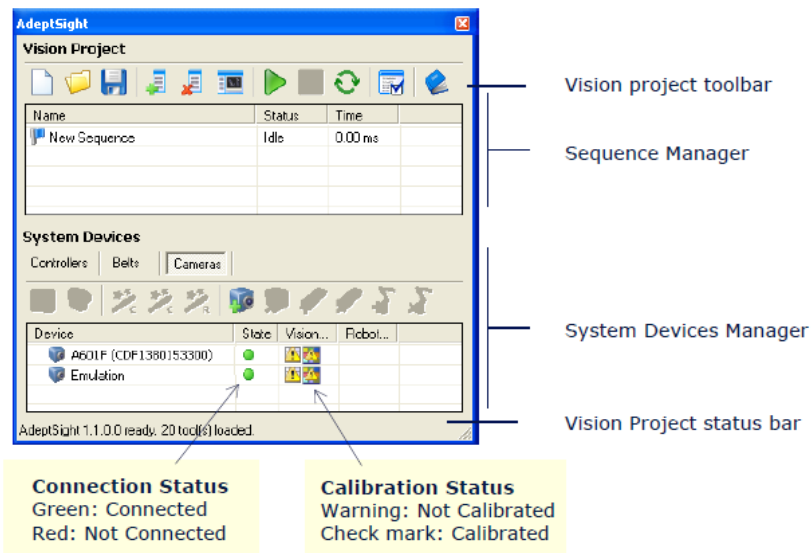 AdeptSight
Vision Project
Vision project toolbar
Name Status Time
New Sequence Idle 0.00 ms
Sequence Manager
System Devices
Controllers Belts Cameras
C C R
Device State Vision... Robot...
System Devices Manager
A601F (CDF1380153300)
Emulation
Vision Project status bar
AdeptSight 1.1.0.0 ready. 20 tool(s) loaded.
Connection Status
Green: Connected
Red: Not Connected
Calibration Status
Warning: Not Calibrated
Check mark: Calibrated